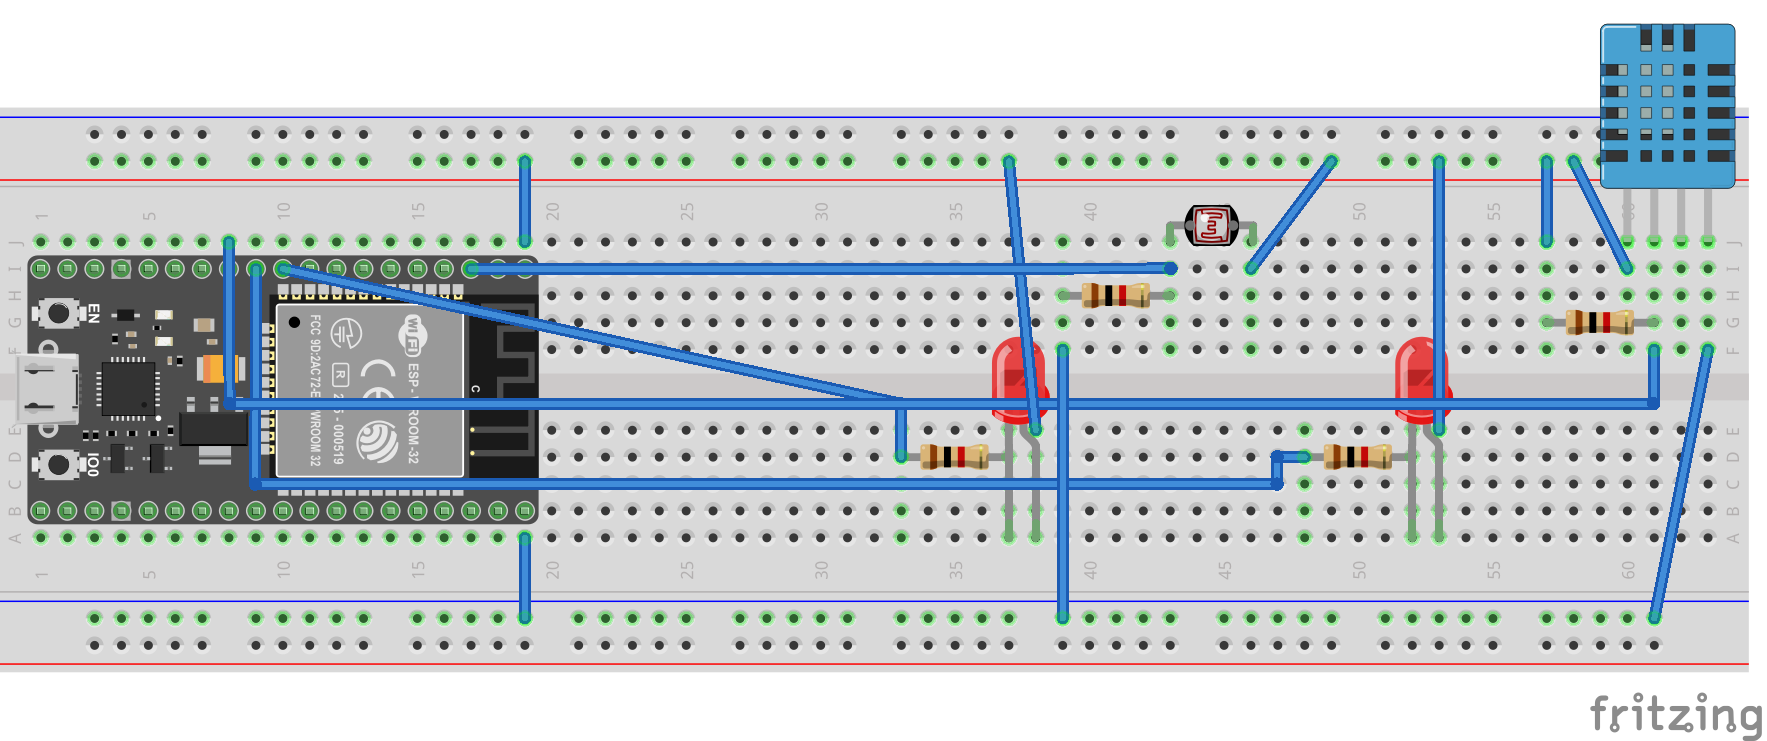 1 5 10 15 20 25 30 35 40 50 55 60
J J
I I
H H
G G
F F
EN
WiFi
ESP - WROOM -32
CE
R
FCC 9D:2AC72-E WROOM 32
- 000519
C
IO0
E E
D D
C C
B B
A A
1 5 10 15 20 25 30 35 40 45 50 55 60
fritzing